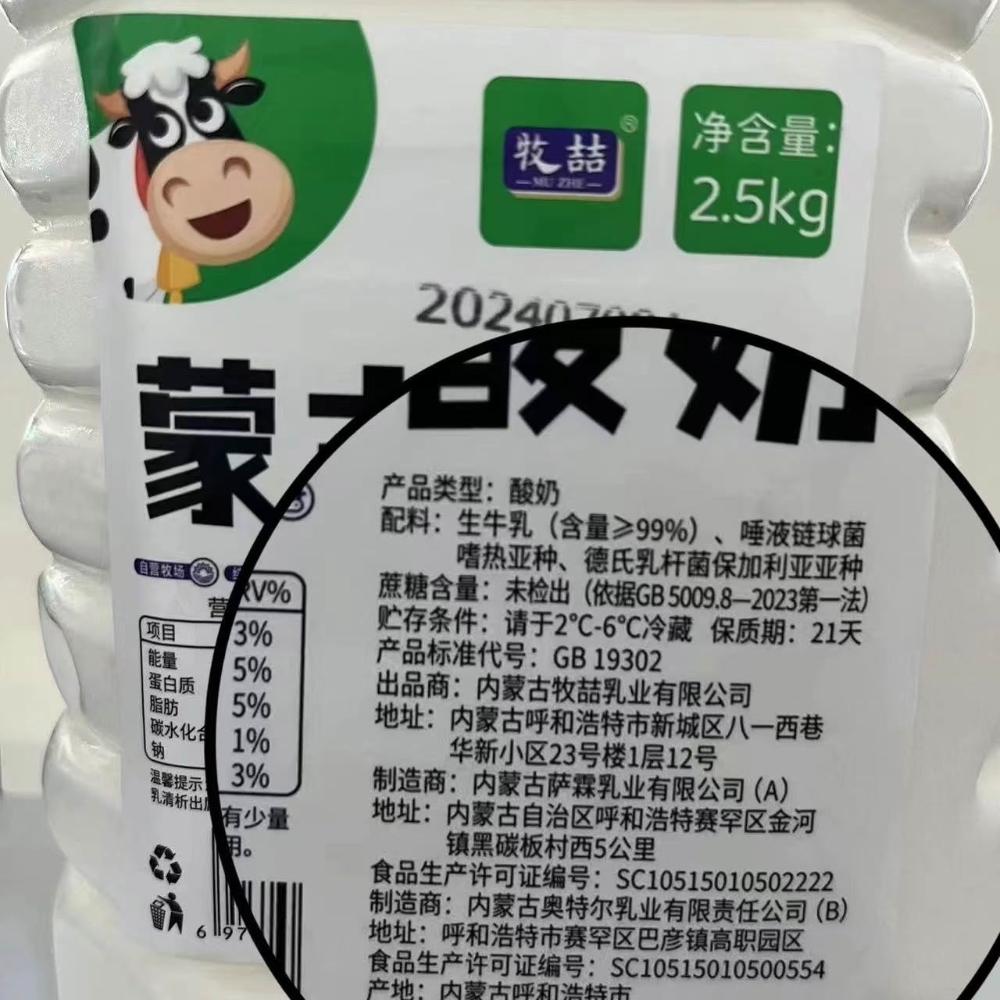 牧喆
MU ZHE
®
净含量:
2.5kg
蒙
酸奶
自营牧场
营
项目
能量
蛋白质
脂肪
碳水化合
钠
RV%
3%
5%
5%
1%
3%
温馨提示:
乳清析出
有少量
用。
6 97
产品类型：酸奶
配料：生牛乳（含量≥99%）、唾液链球菌
嗜热亚种、德氏乳杆菌保加利亚亚种
蔗糖含量：未检出（依据GB 5009.8—2023第一法）
贮存条件：请于2°C-6°C冷藏 保质期：21天
产品标准代号：GB 19302
出品商：内蒙古牧喆乳业有限公司
地址：内蒙古呼和浩特市新城区八一西巷
华新小区23号楼1层12号
制造商：内蒙古萨霖乳业有限公司（A）
地址：内蒙古自治区呼和浩特赛罕区金河
镇黑碳板村西5公里
食品生产许可证编号：SC10515010502222
制造商：内蒙古奥特尔乳业有限责任公司（B）
地址：呼和浩特市赛罕区巴彦镇高职园区
食品生产许可证编号：SC10515010500554
产地：内蒙古呼和浩特市